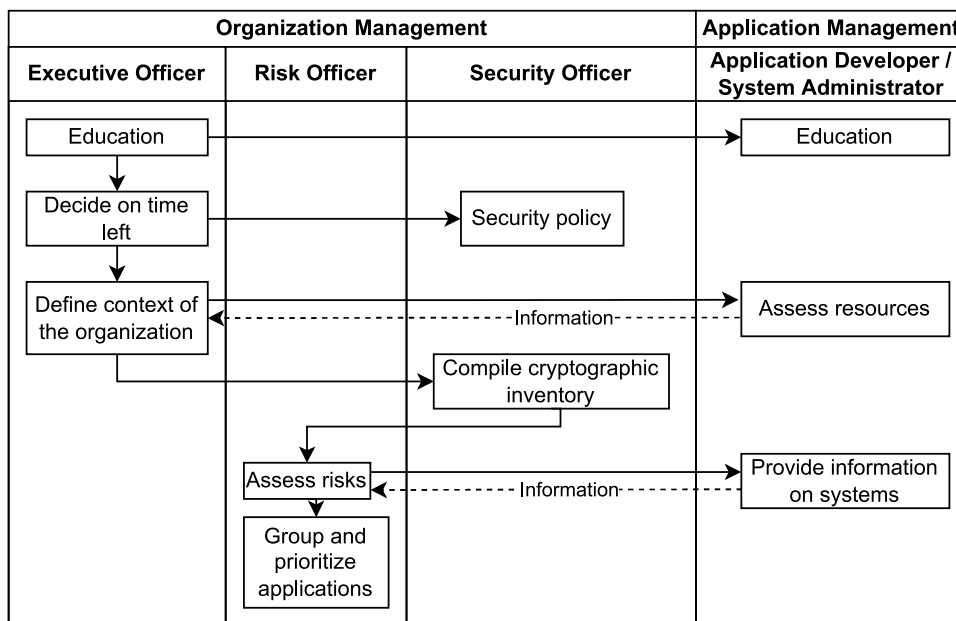 Organization Management
Application Management
Executive Officer
Risk Officer
Security Officer
Application Developer /
System Administrator
Education
Education
Decide on time
left
Security policy
Define context of
the organization
Information
Assess resources
Compile cryptographic
inventory
Assess risks
Information
Provide information
on systems
Group and
prioritize
applications